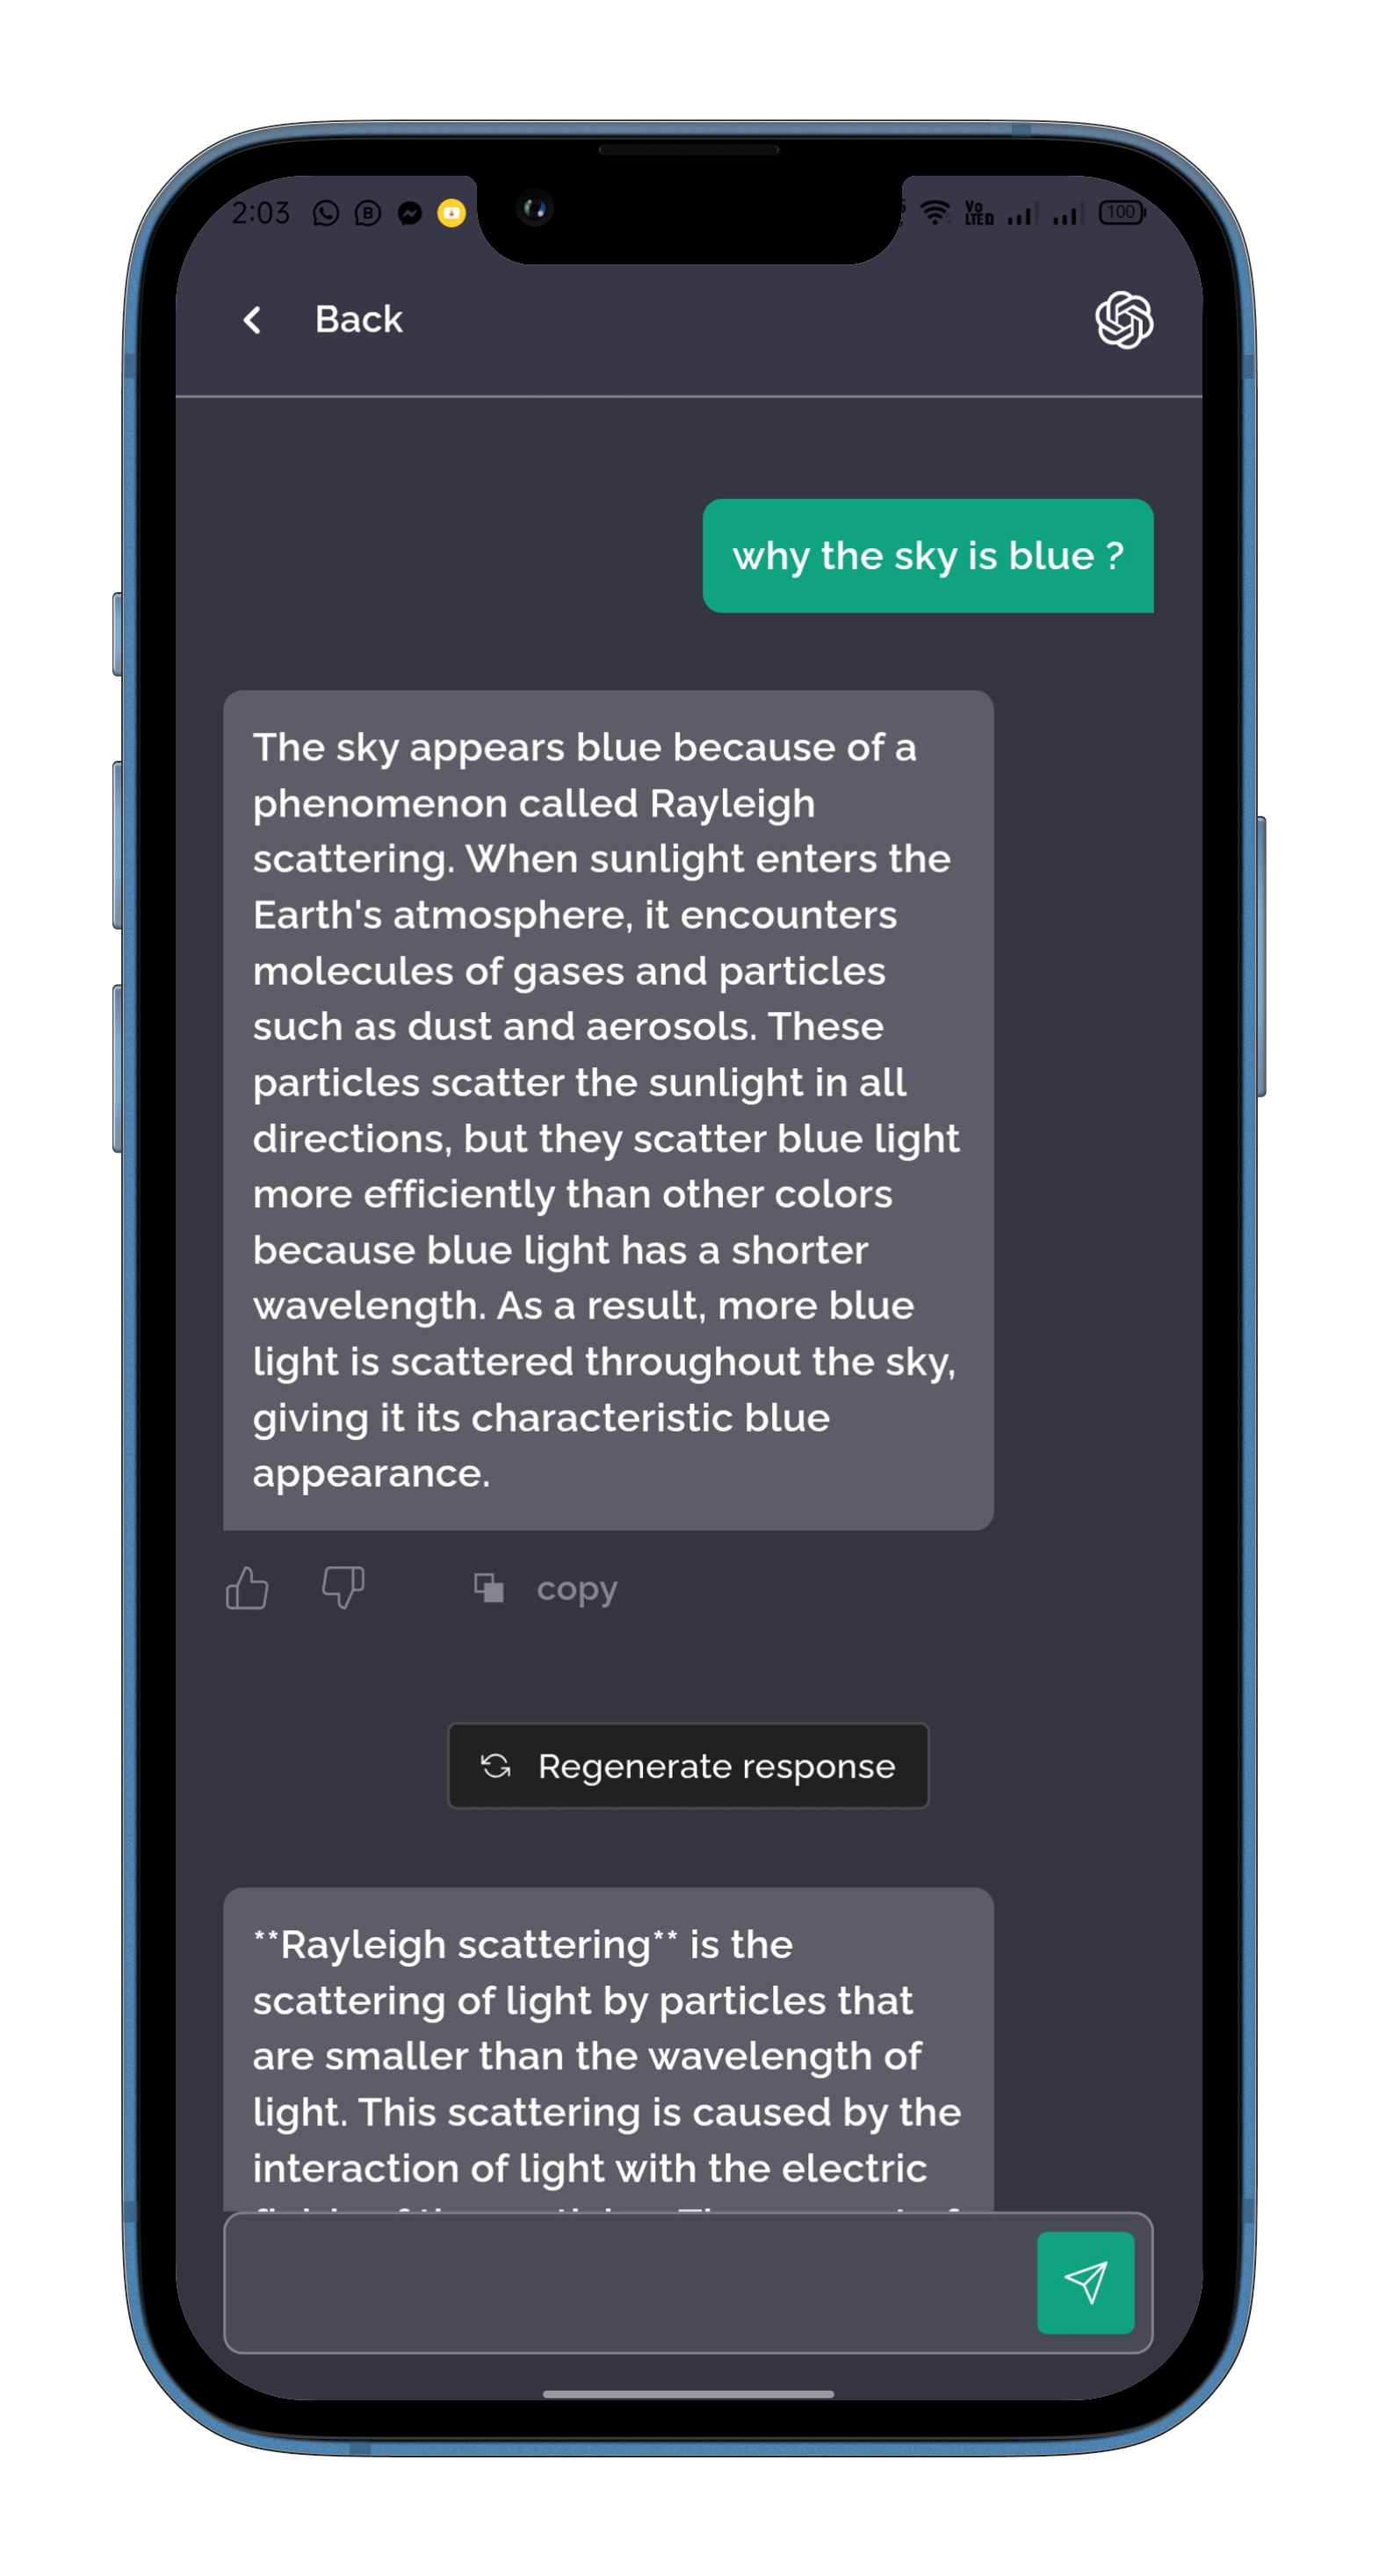 2:03
Vo
LTED
100
Back
why the sky is blue ?
The sky appears blue because of a
phenomenon called Rayleigh
scattering. When sunlight enters the
Earth's atmosphere, it encounters
molecules of gases and particles
such as dust and aerosols. These
particles scatter the sunlight in all
directions, but they scatter blue light
more efficiently than other colors
because blue light has a shorter
wavelength. As a result, more blue
light is scattered throughout the sky,
giving it its characteristic blue
appearance.
copy
Regenerate response
**Rayleigh scattering** is the
scattering of light by particles that
are smaller than the wavelength of
light. This scattering is caused by the
interaction of light with the electric